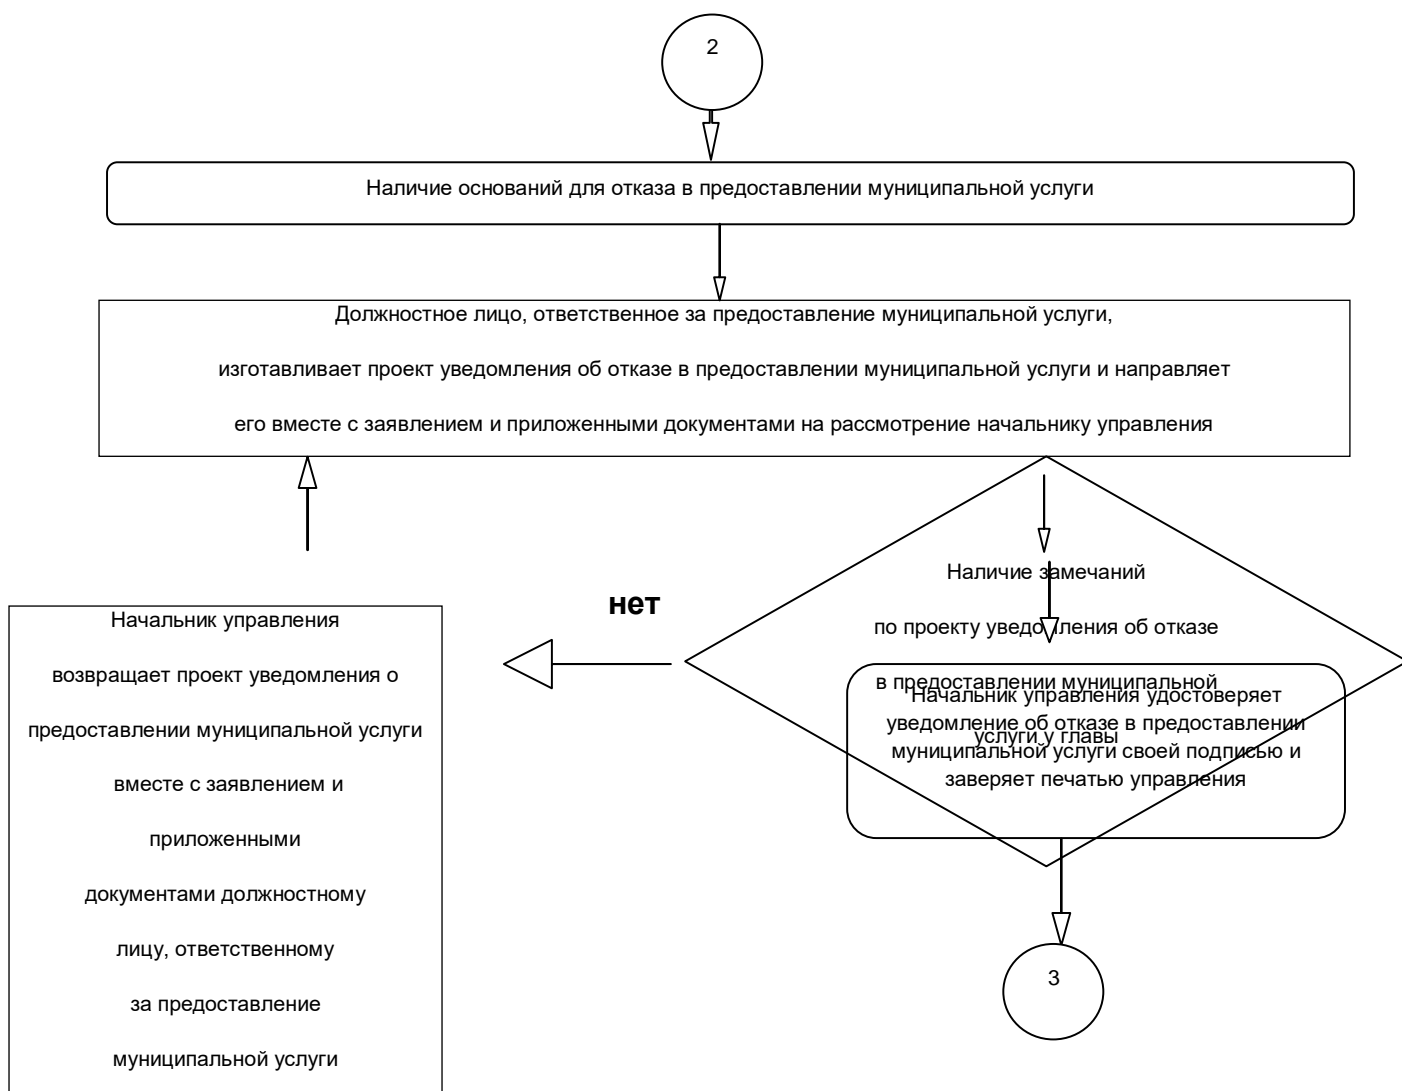 2
Наличие оснований для отказа в предоставлении муниципальной услуги
Должностное лицо, ответственное за предоставление муниципальной услуги,
изготавливает проект уведомления об отказе в предоставлении муниципальной услуги и направляет
его вместе с заявлением и приложенными документами на рассмотрение начальнику управления
Наличие замечаний
по проекту уведомления об отказе
в предоставлении муниципальной
услуги у главы
нет
Начальник управления
возвращает проект уведомления о
предоставлении муниципальной услуги
вместе с заявлением и
приложенными
документами должностному
лицу, ответственному
за предоставление
муниципальной услуги
Начальник управления удостоверяет
уведомление об отказе в предоставлении
муниципальной услуги своей подписью и
заверяет печатью управления
3